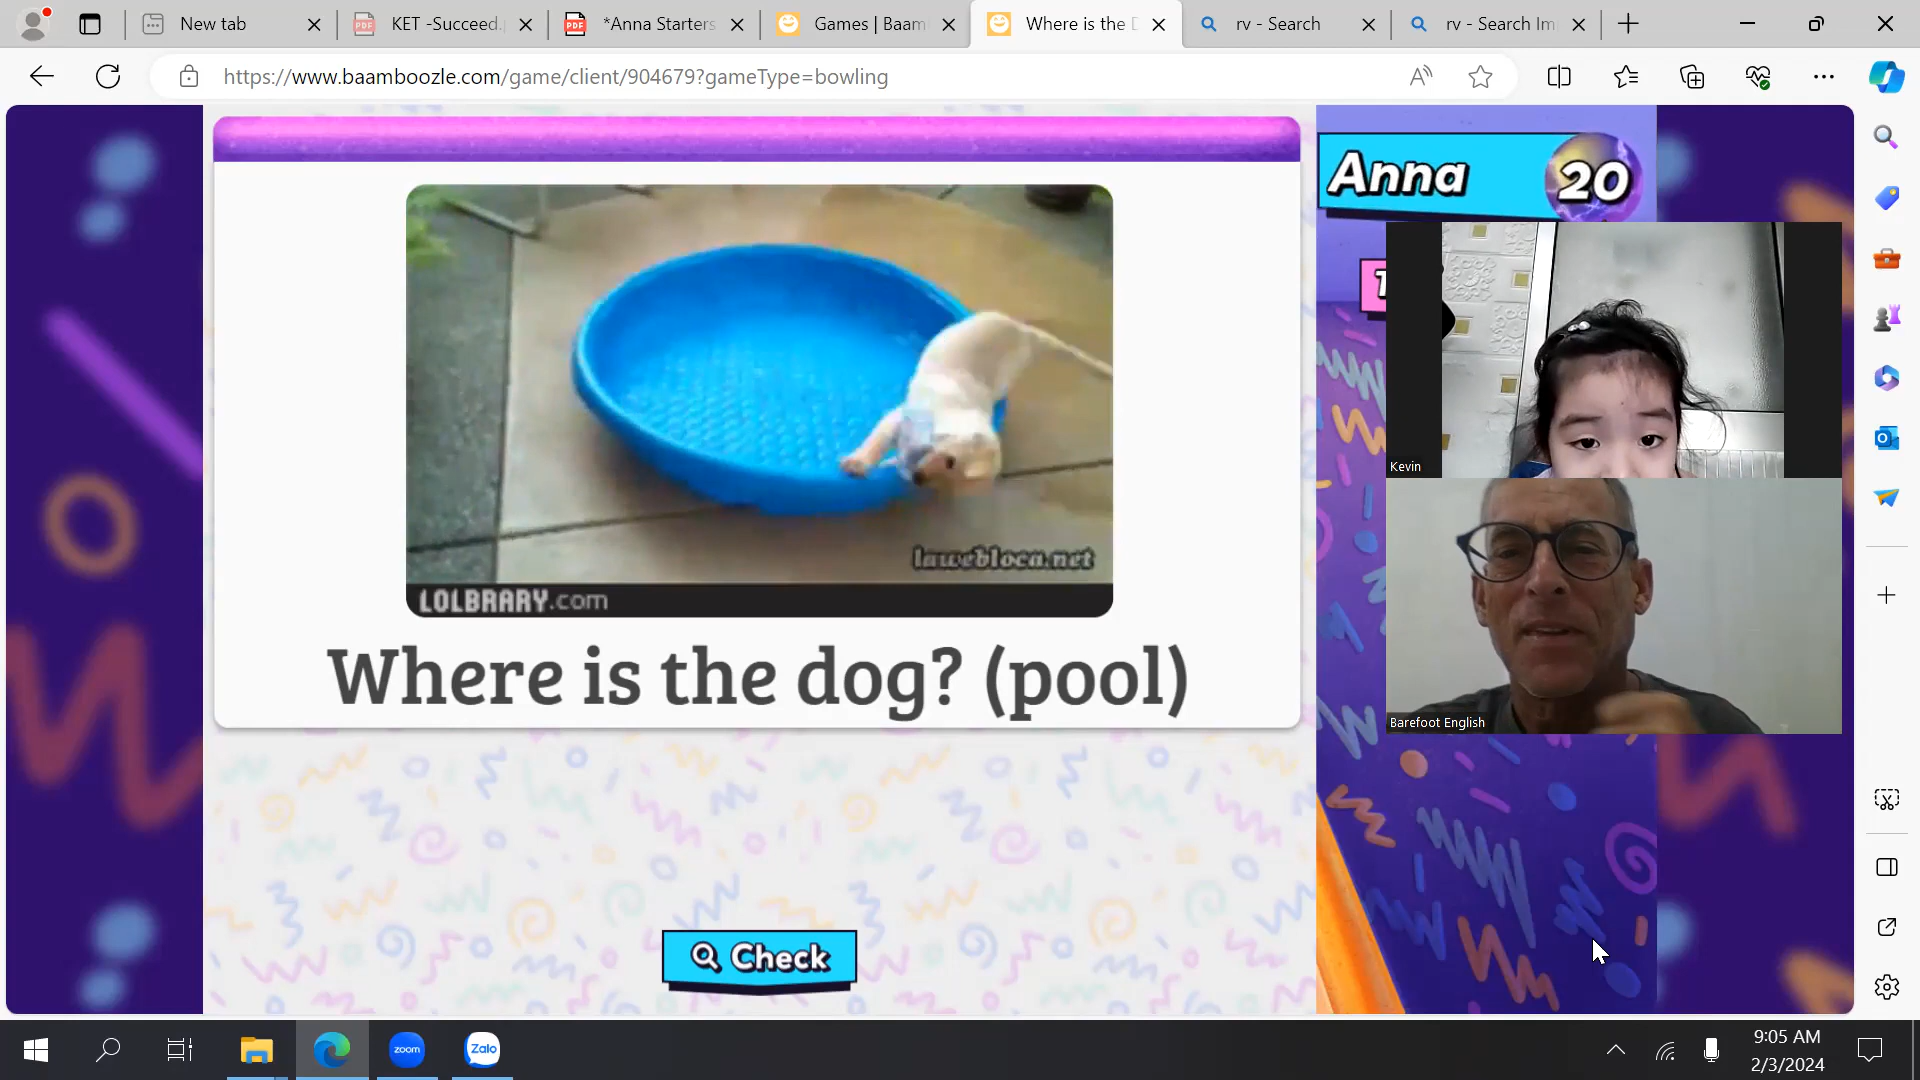 New tab
KET -Succeed.
*Anna Starters
Games | Baam
Where is the D
rv - Search
rv - Search Im
https://www.baamboozle.com/game/client/904679?gameType=bowling
Anna 20
Kevin
lawebloca.net
LOLBRARY.com
Where is the dog? (pool)
Barefoot English
Check
zoom
Zalo
9:05 AM
2/3/2024